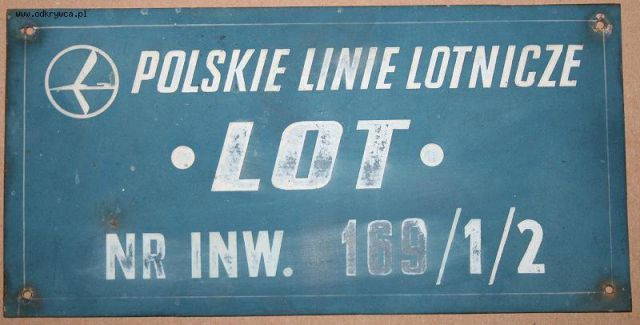 www.odkrywca.pl
POLSKIE LINIE LOTNICZE
• LOT •
NR INW. 169/1/2